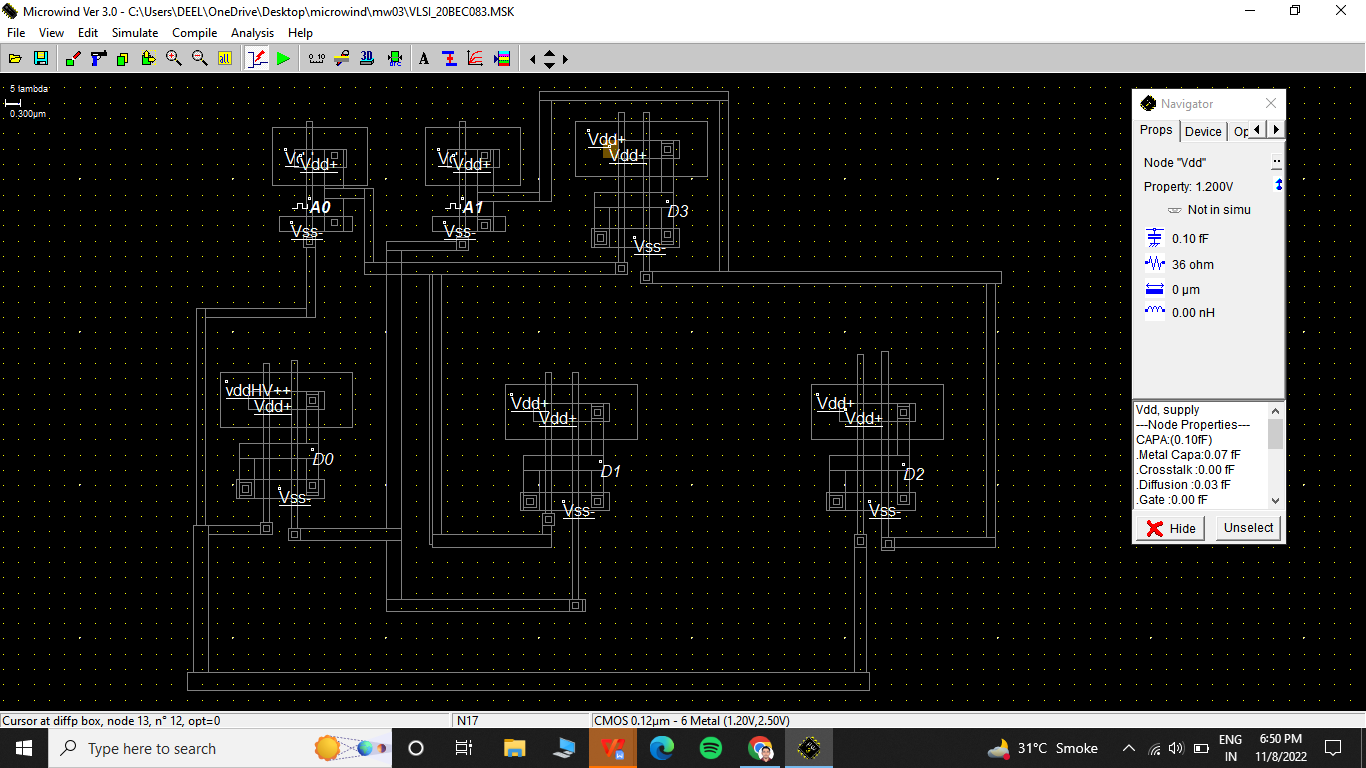 Microwind Ver 3.0 - C:\Users\DEEL\OneDrive\Desktop\microwind\mw03\VLSI_20BEC083.MSK
File View Edit Simulate Compile Analysis Help
5 lambda
0.300µm
Vdd+
Vdd+
Vdd+
Vdd+
A0
A1
D3
Vss-
Vss-
Vss-
vddHV++
Vdd+
Vdd+
Vdd+
Vdd+
Vdd+
D0
D1
D2
Vss-
Vss-
Vss-
Navigator
Props Device
Node "Vdd"
Property: 1.200V
Not in simu
0.10 fF
36 ohm
0 µm
0.00 nH
Vdd, supply
---Node Properties---
CAPA:(0.10fF)
.Metal Capa:0.07 fF
.Crosstalk :0.00 fF
.Diffusion :0.03 fF
.Gate :0.00 fF
Hide Unselect
Cursor at diffp box, node 13, n° 12, opt=0 N17 CMOS 0.12µm - 6 Metal (1.20V,2.50V)
Type here to search
31°C Smoke
ENG
IN
6:50 PM
11/8/2022